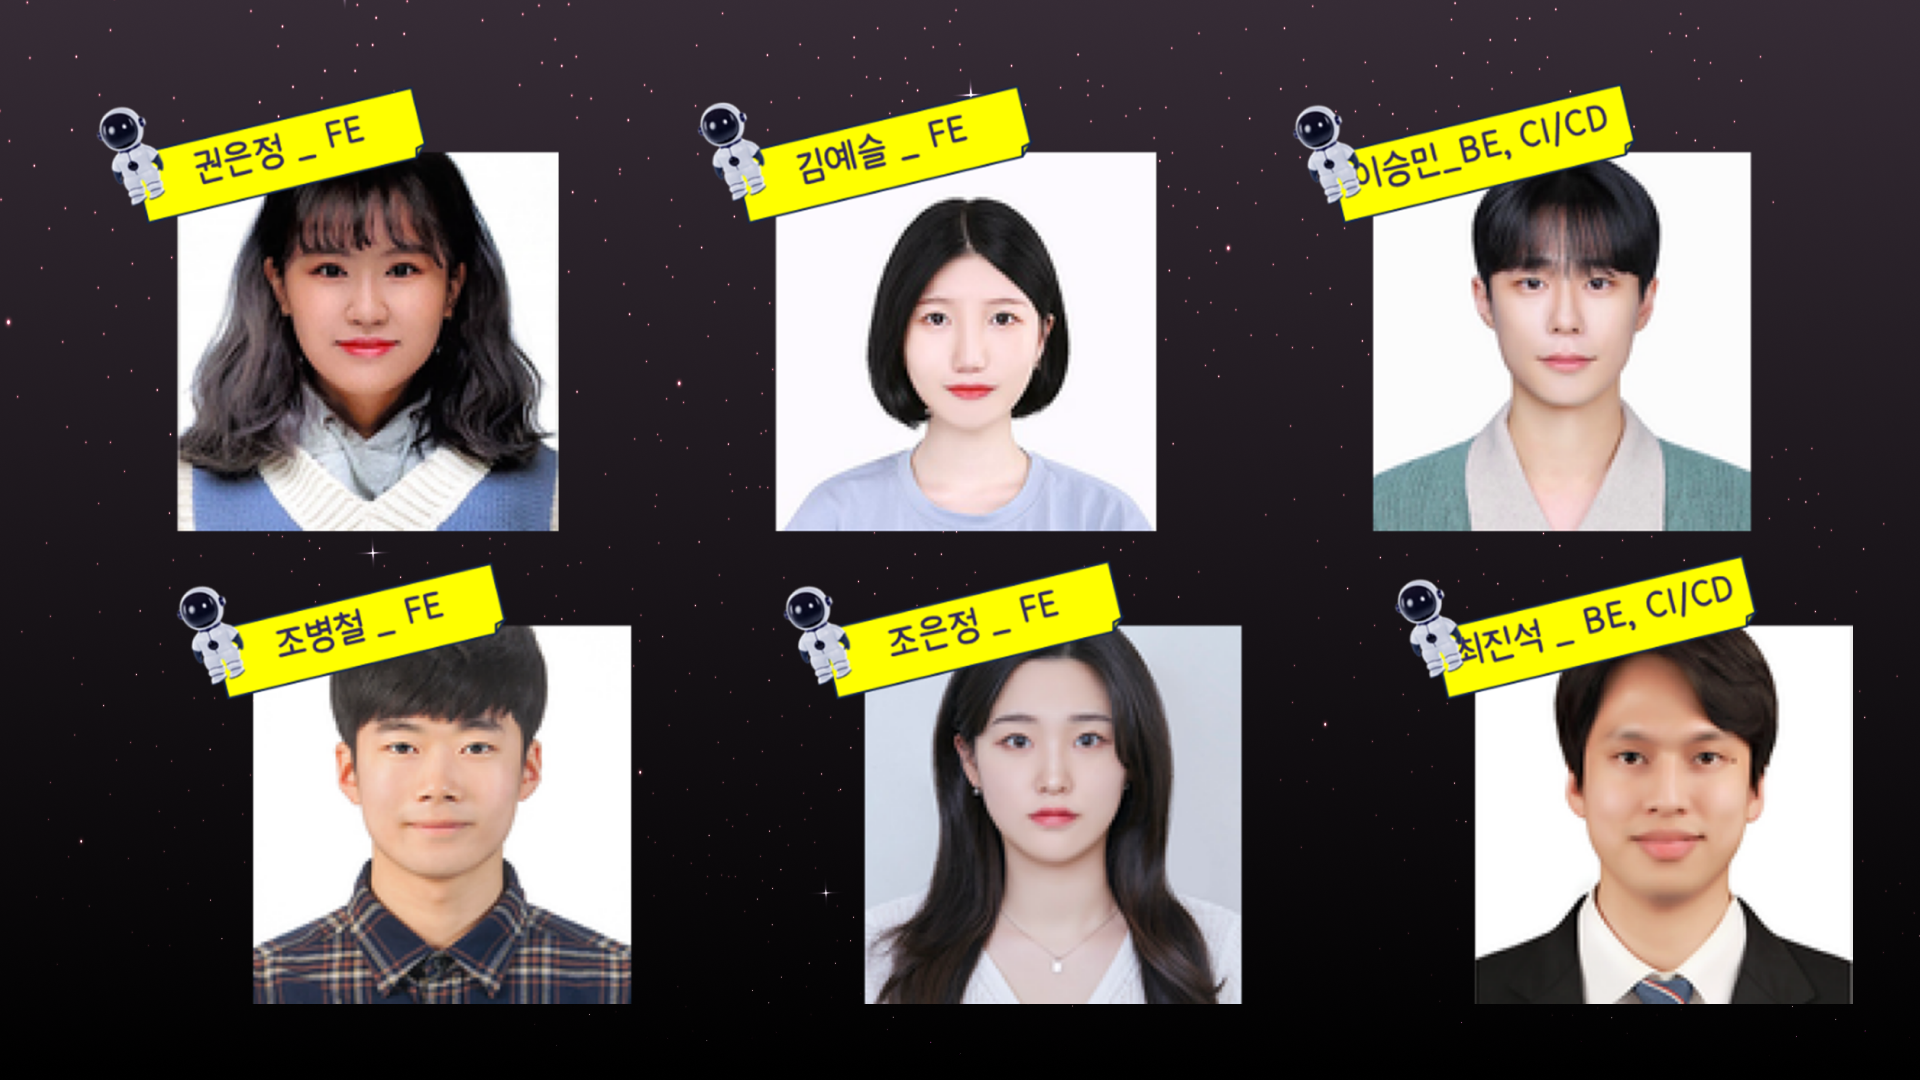 권은정 _ FE
김예슬 _ FE
이승민_BE, CI/CD
조병철 _ FE
조은정 _ FE
최진석 _ BE, CI/CD